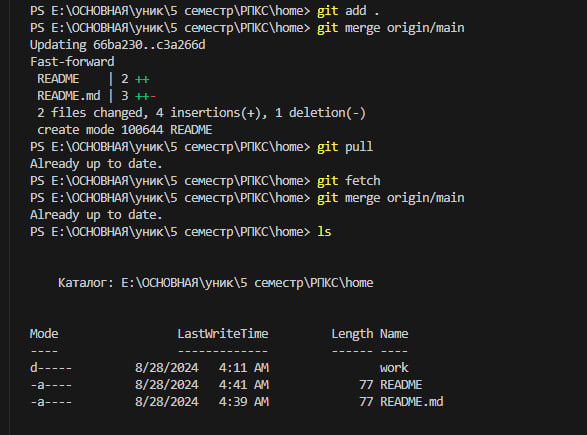 PS E:\ОСНОВНАЯ\уник\5 семестр\РПКС\home> git add .
PS E:\ОСНОВНАЯ\уник\5 семестр\РПКС\home> git merge origin/main
Updating 66ba230..c3a266d
Fast-forward
 README    | 2 ++
 README.md | 3 ++-
 2 files changed, 4 insertions(+), 1 deletion(-)
 create mode 100644 README
PS E:\ОСНОВНАЯ\уник\5 семестр\РПКС\home> git pull
Already up to date.
PS E:\ОСНОВНАЯ\уник\5 семестр\РПКС\home> git fetch
PS E:\ОСНОВНАЯ\уник\5 семестр\РПКС\home> git merge origin/main
Already up to date.
PS E:\ОСНОВНАЯ\уник\5 семестр\РПКС\home> ls
    Каталог: E:\ОСНОВНАЯ\уник\5 семестр\РПКС\home
Mode                 LastWriteTime         Length Name
----                 -------------         ------ ----
d-----         8/28/2024   4:11 AM                work
-a----         8/28/2024   4:41 AM             77 README
-a----         8/28/2024   4:39 AM             77 README.md